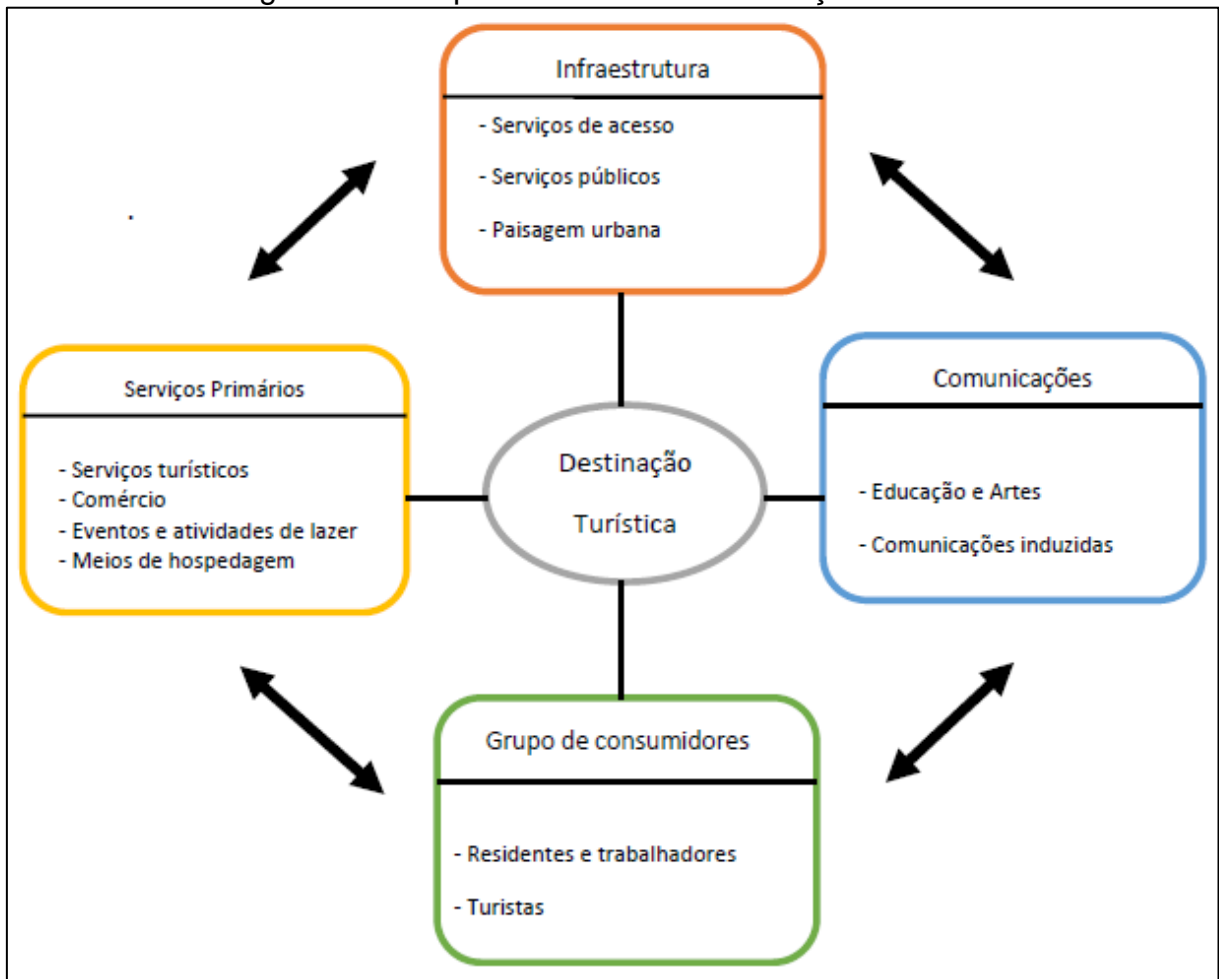 Infraestrutura
- Serviços de acesso
- Serviços públicos
- Paisagem urbana
Serviços Primários
- Serviços turísticos
- Comércio
- Eventos e atividades de lazer
- Meios de hospedagem
Destinação
Turística
Comunicações
- Educação e Artes
- Comunicações induzidas
Grupo de consumidores
- Residentes e trabalhadores
- Turistas